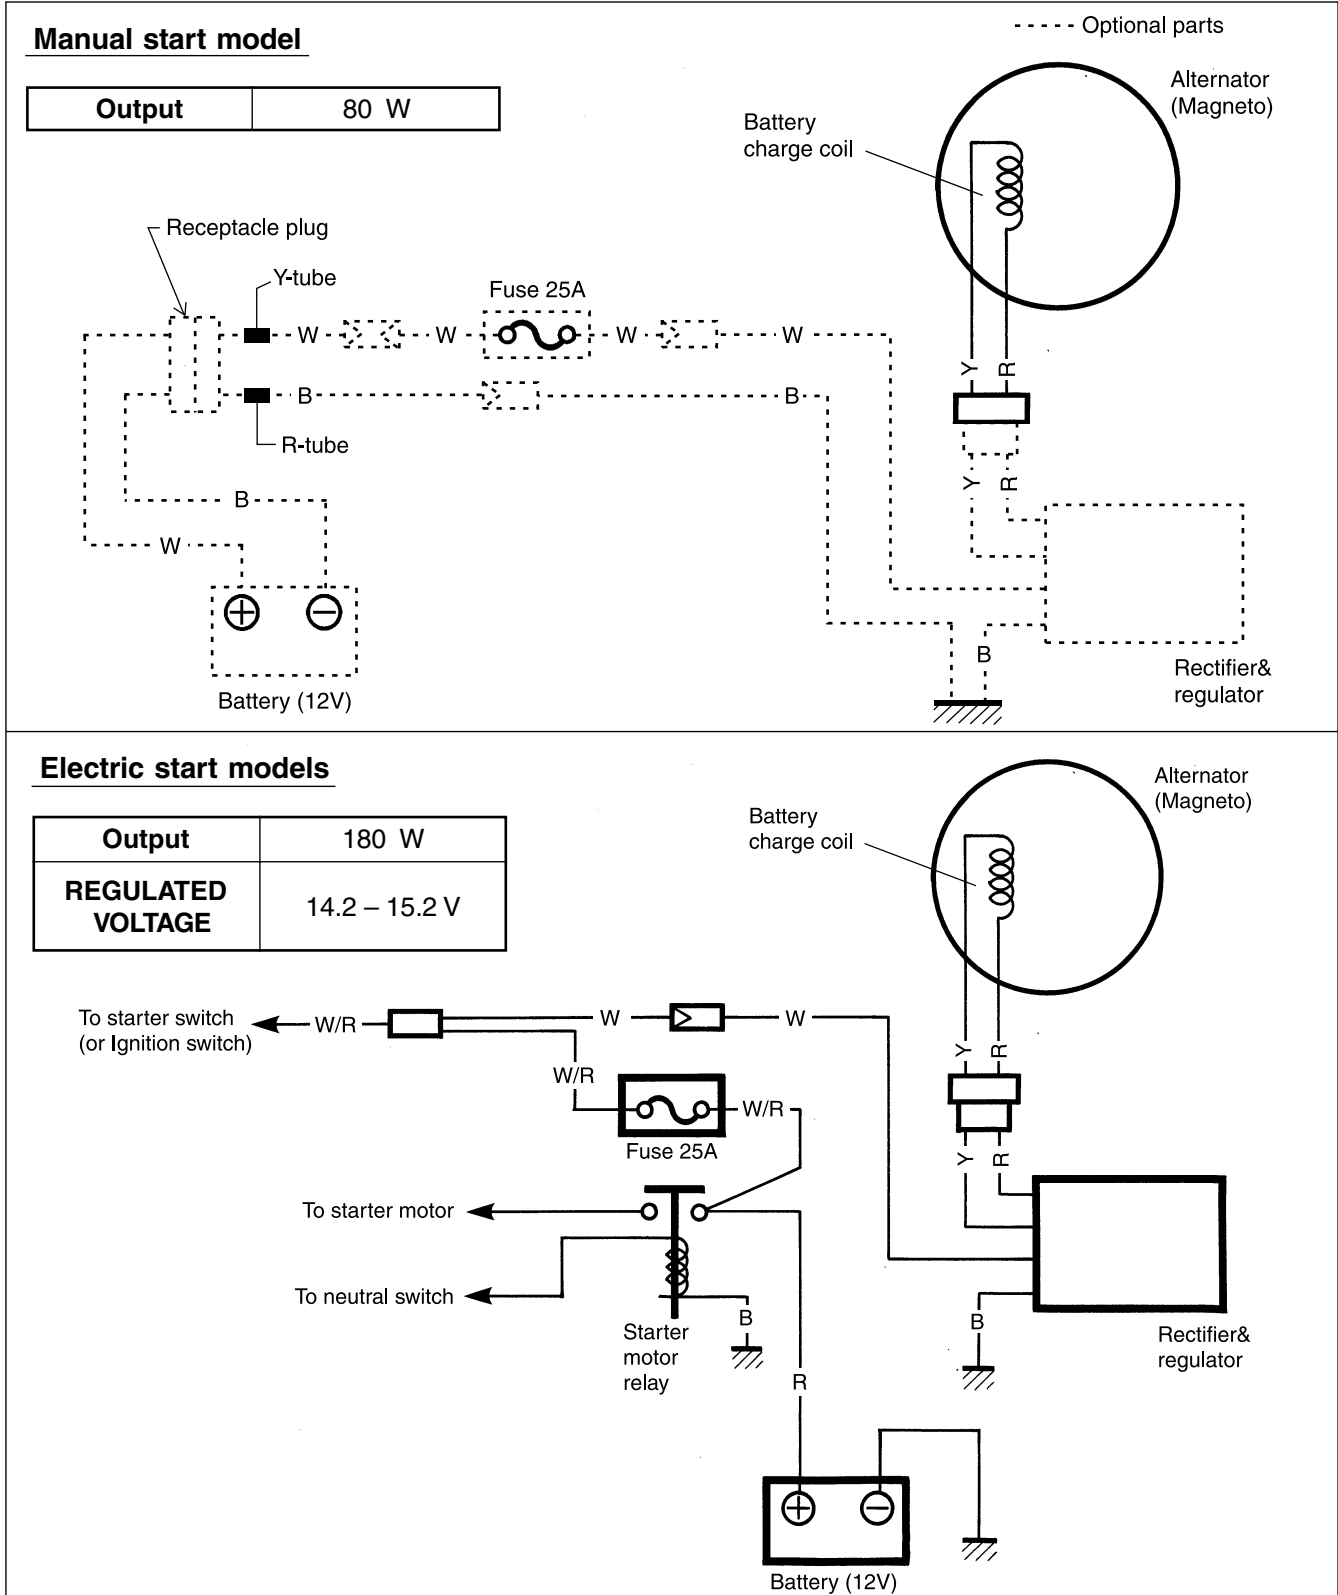 Manual start model
- - - - - Optional parts
Output 80 W
Alternator
(Magneto)
Battery
charge coil
Receptacle plug
Y-tube
Fuse 25A
W W W W
B B
R-tube
Y R
Y R
B
W
B
Rectifier&
regulator
Battery (12V)
Electric start models
Output 180 W
REGULATED
VOLTAGE
14.2 – 15.2 V
Alternator
(Magneto)
Battery
charge coil
To starter switch
(or Ignition switch)
W/R W W
Y R
W/R W/R
Fuse 25A
Y R
To starter motor
To neutral switch
B
B
Starter
motor
relay
Rectifier&
regulator
R
Battery (12V)